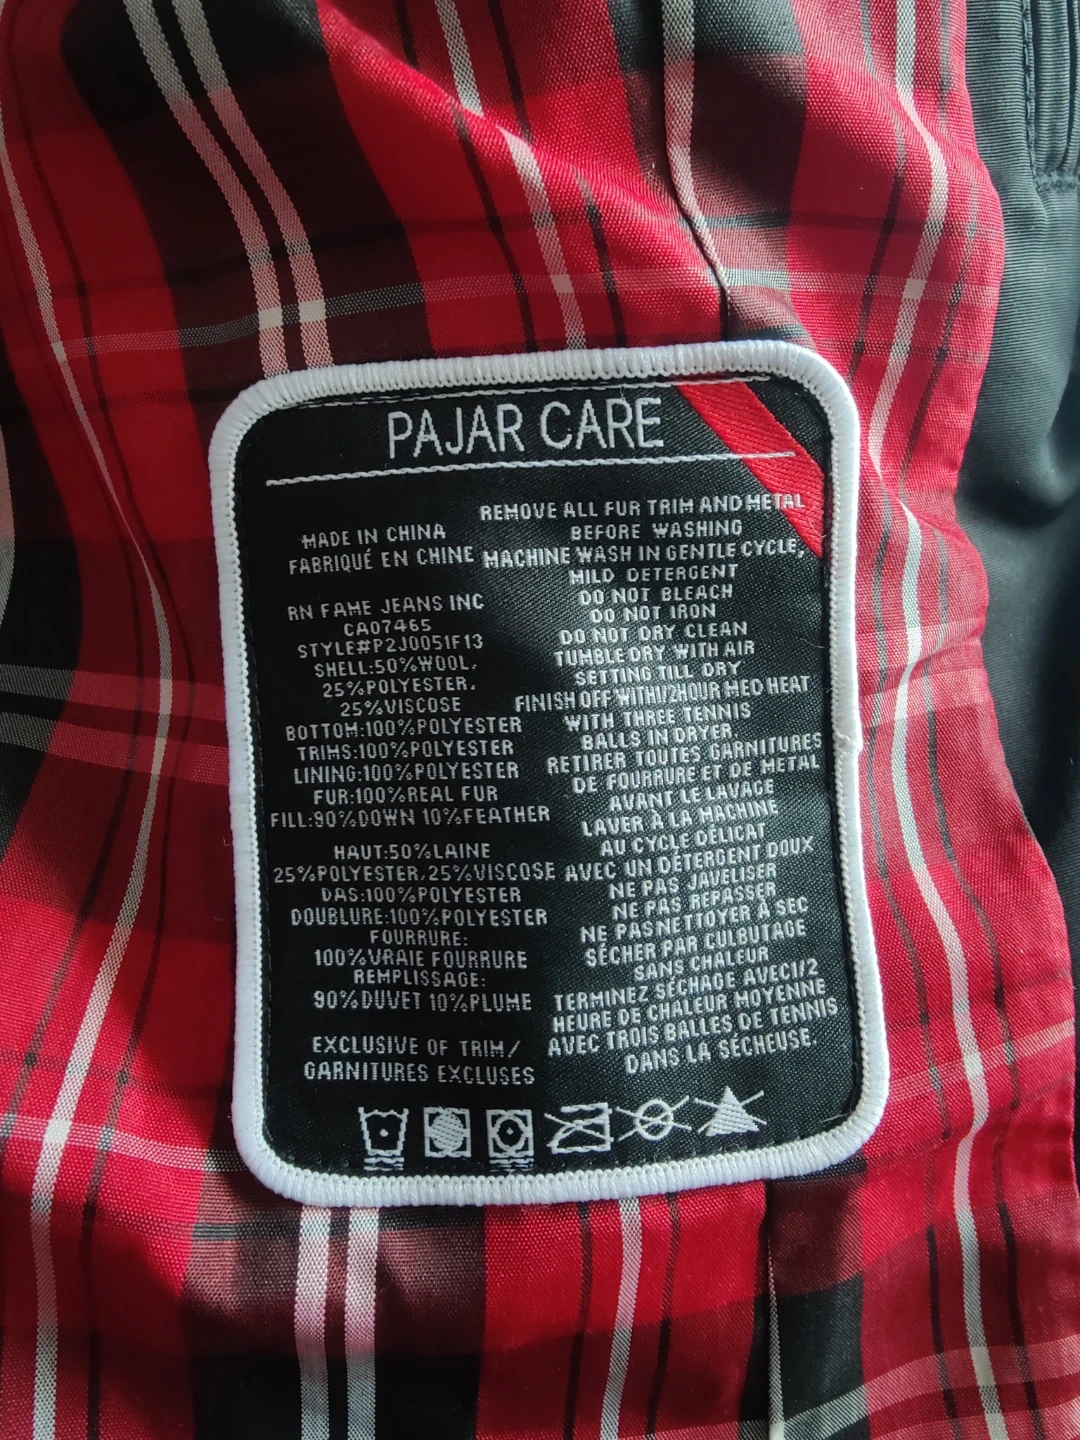 PAJAR CARE
MADE IN CHINA
FABRIQUÉ EN CHINE
RN FAME JEANS INC
CA07465
STYLE#P2J0051F13
SHELL:50%WOOL.
25%POLYESTER.
25%VISCOSE
BOTTOM:100%POLYESTER
TRIMS:100%POLYESTER
LINING:100%POLYESTER
FUR:100%REAL FUR
FILL:90%DOWN 10%FEATHER
HAUT:50%LAINE
25%POLYESTER.25%VISCOSE
DAS:100%POLYESTER
DOUBLURE:100%POLYESTER
FOURRURE:
100%VRAIE FOURRURE
REMPLISSAGE:
90%DUVET 10%PLUME
EXCLUSIVE OF TRIM/
GARNITURES EXCLUSES
REMOVE ALL FUR TRIM AND METAL
BEFORE WASHING
MACHINE WASH IN GENTLE CYCLE,
MILD DETERGENT
DO NOT BLEACH
DO NOT IRON
DO NOT DRY CLEAN
TUMBLE DRY WITH AIR
SETTING TILL DRY
FINISH OFF WITH1/2HOUR MED HEAT
WITH THREE TENNIS
BALLS IN DRYER
RETIRER TOUTES GARNITURES
DE FOURRURE ET DE METAL
AVANT LE LAVAGE
LAVER À LA MACHINE
AU CYCLE DÉLICAT
AVEC UN DÉTERGENT DOUX
NE PAS JAVELISER
NE PAS REPASSER
NE PASNETTOYER À SEC
SÉCHER PAR CULBUTAGE
SANS CHALEUR
TERMINEZ SÉCHAGE AVEC1/2
HEURE DE CHALEUR MOYENNE
AVEC TROIS BALLES DE TENNIS
DANS LA SÉCHEUSE.